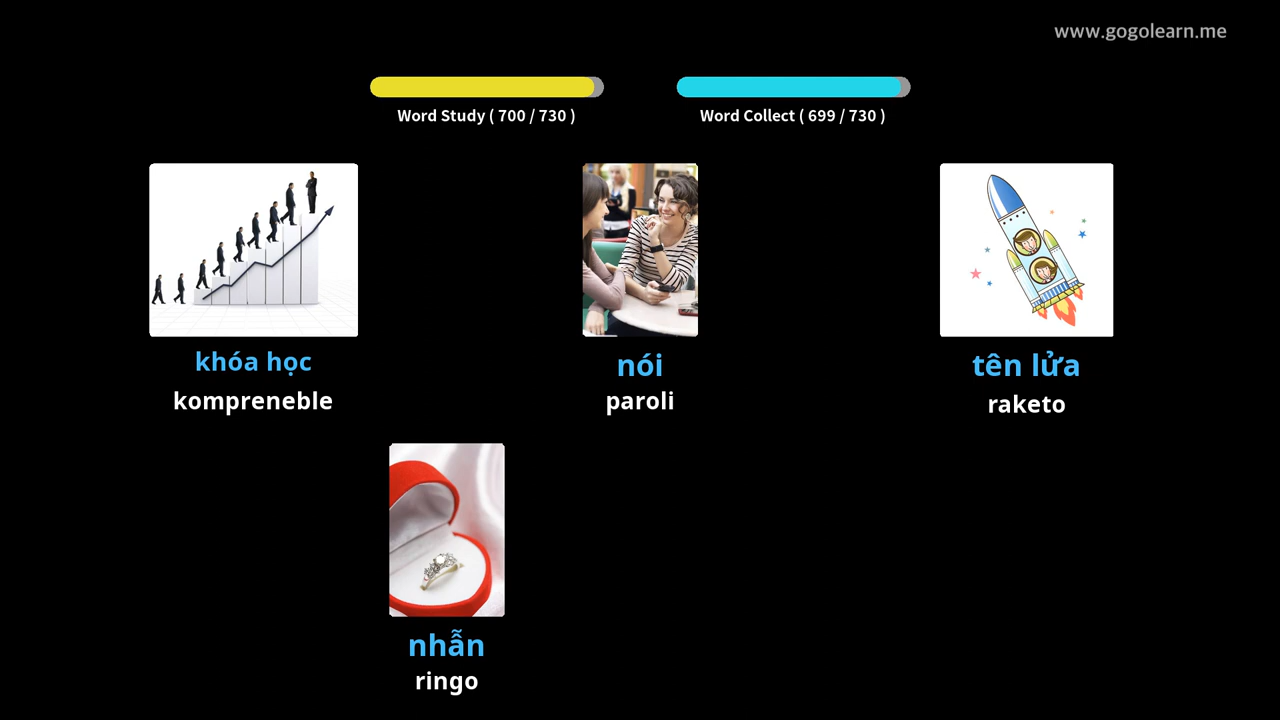 www.gogolearn.me
Word Study ( 700 / 730 )
Word Collect ( 699 / 730 )
khóa học
nói
tên lửa
kompreneble
paroli
raketo
nhẫn
ringo